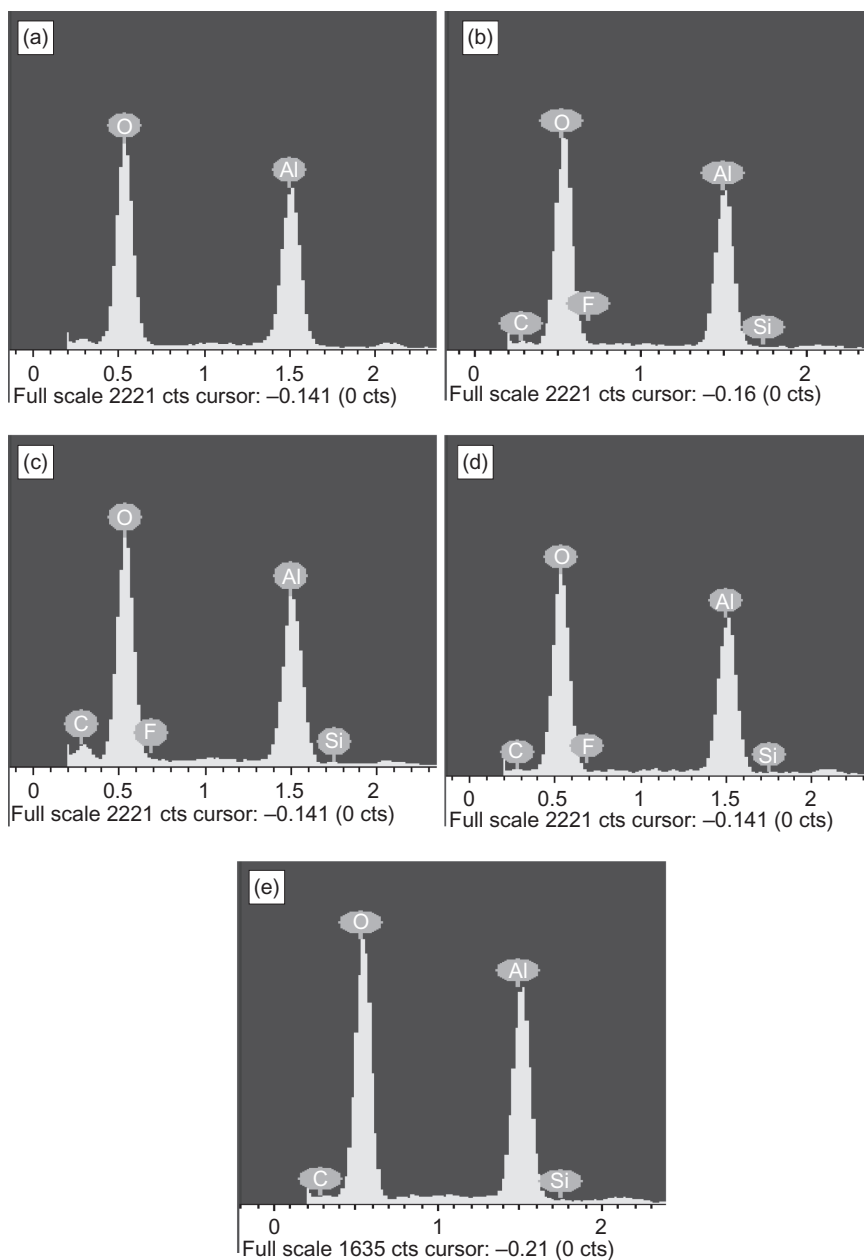 (a)
O
Al
0 0.5 1 1.5 2
Full scale 2221 cts cursor: –0.141 (0 cts)
(b)
O
Al
F
C
Si
0 1 2
Full scale 2221 cts cursor: –0.16 (0 cts)
(c)
O
Al
C
F
Si
0 0.5 1 1.5 2
Full scale 2221 cts cursor: –0.141 (0 cts)
(d)
O
Al
C
F
Si
0 0.5 1 1.5 2
Full scale 2221 cts cursor: –0.141 (0 cts)
(e)
O
Al
C
Si
0 1 2
Full scale 1635 cts cursor: –0.21 (0 cts)